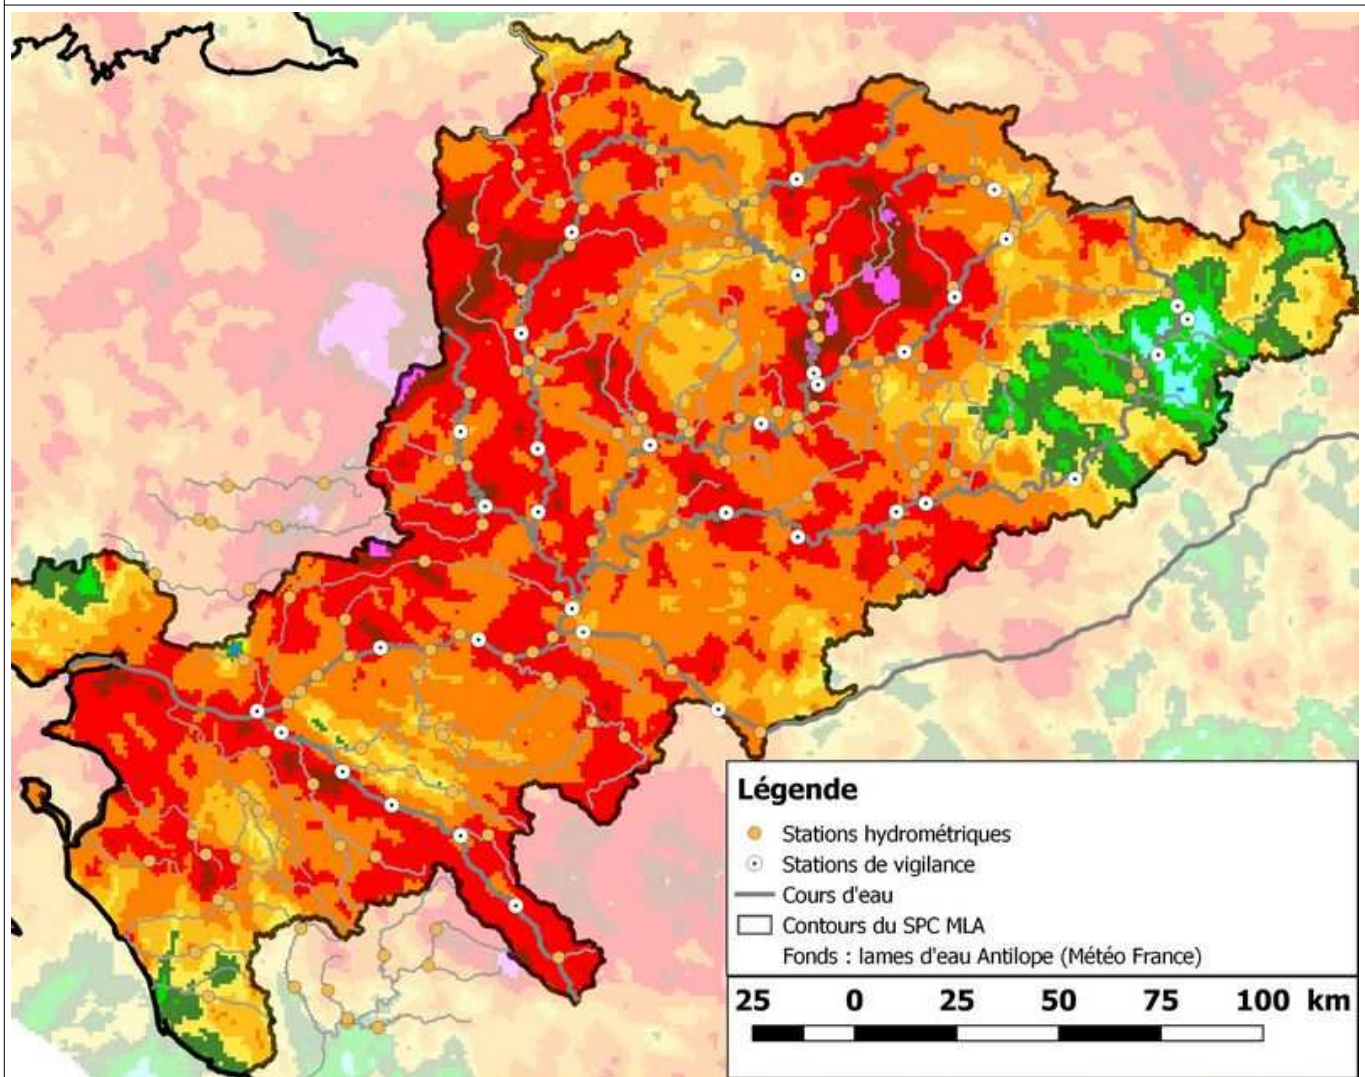 Légende
Stations hydrométriques
Stations de vigilance
Cours d'eau
Contours du SPC MLA
Fonds : lames d'eau Antilope (Météo France)
25 0 25 50 75 100 km